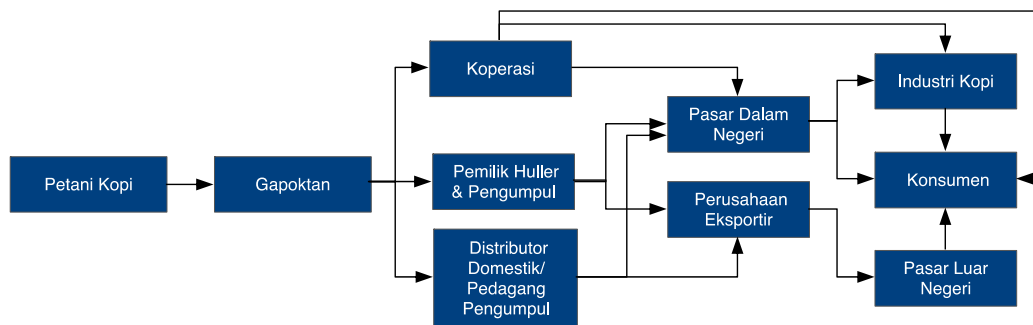 Petani Kopi
Gapoktan
Koperasi
Pemilik Huller
& Pengumpul
Distributor
Domestik/
Pedagang
Pengumpul
Pasar Dalam
Negeri
Perusahaan
Eksportir
Industri Kopi
Konsumen
Pasar Luar
Negeri